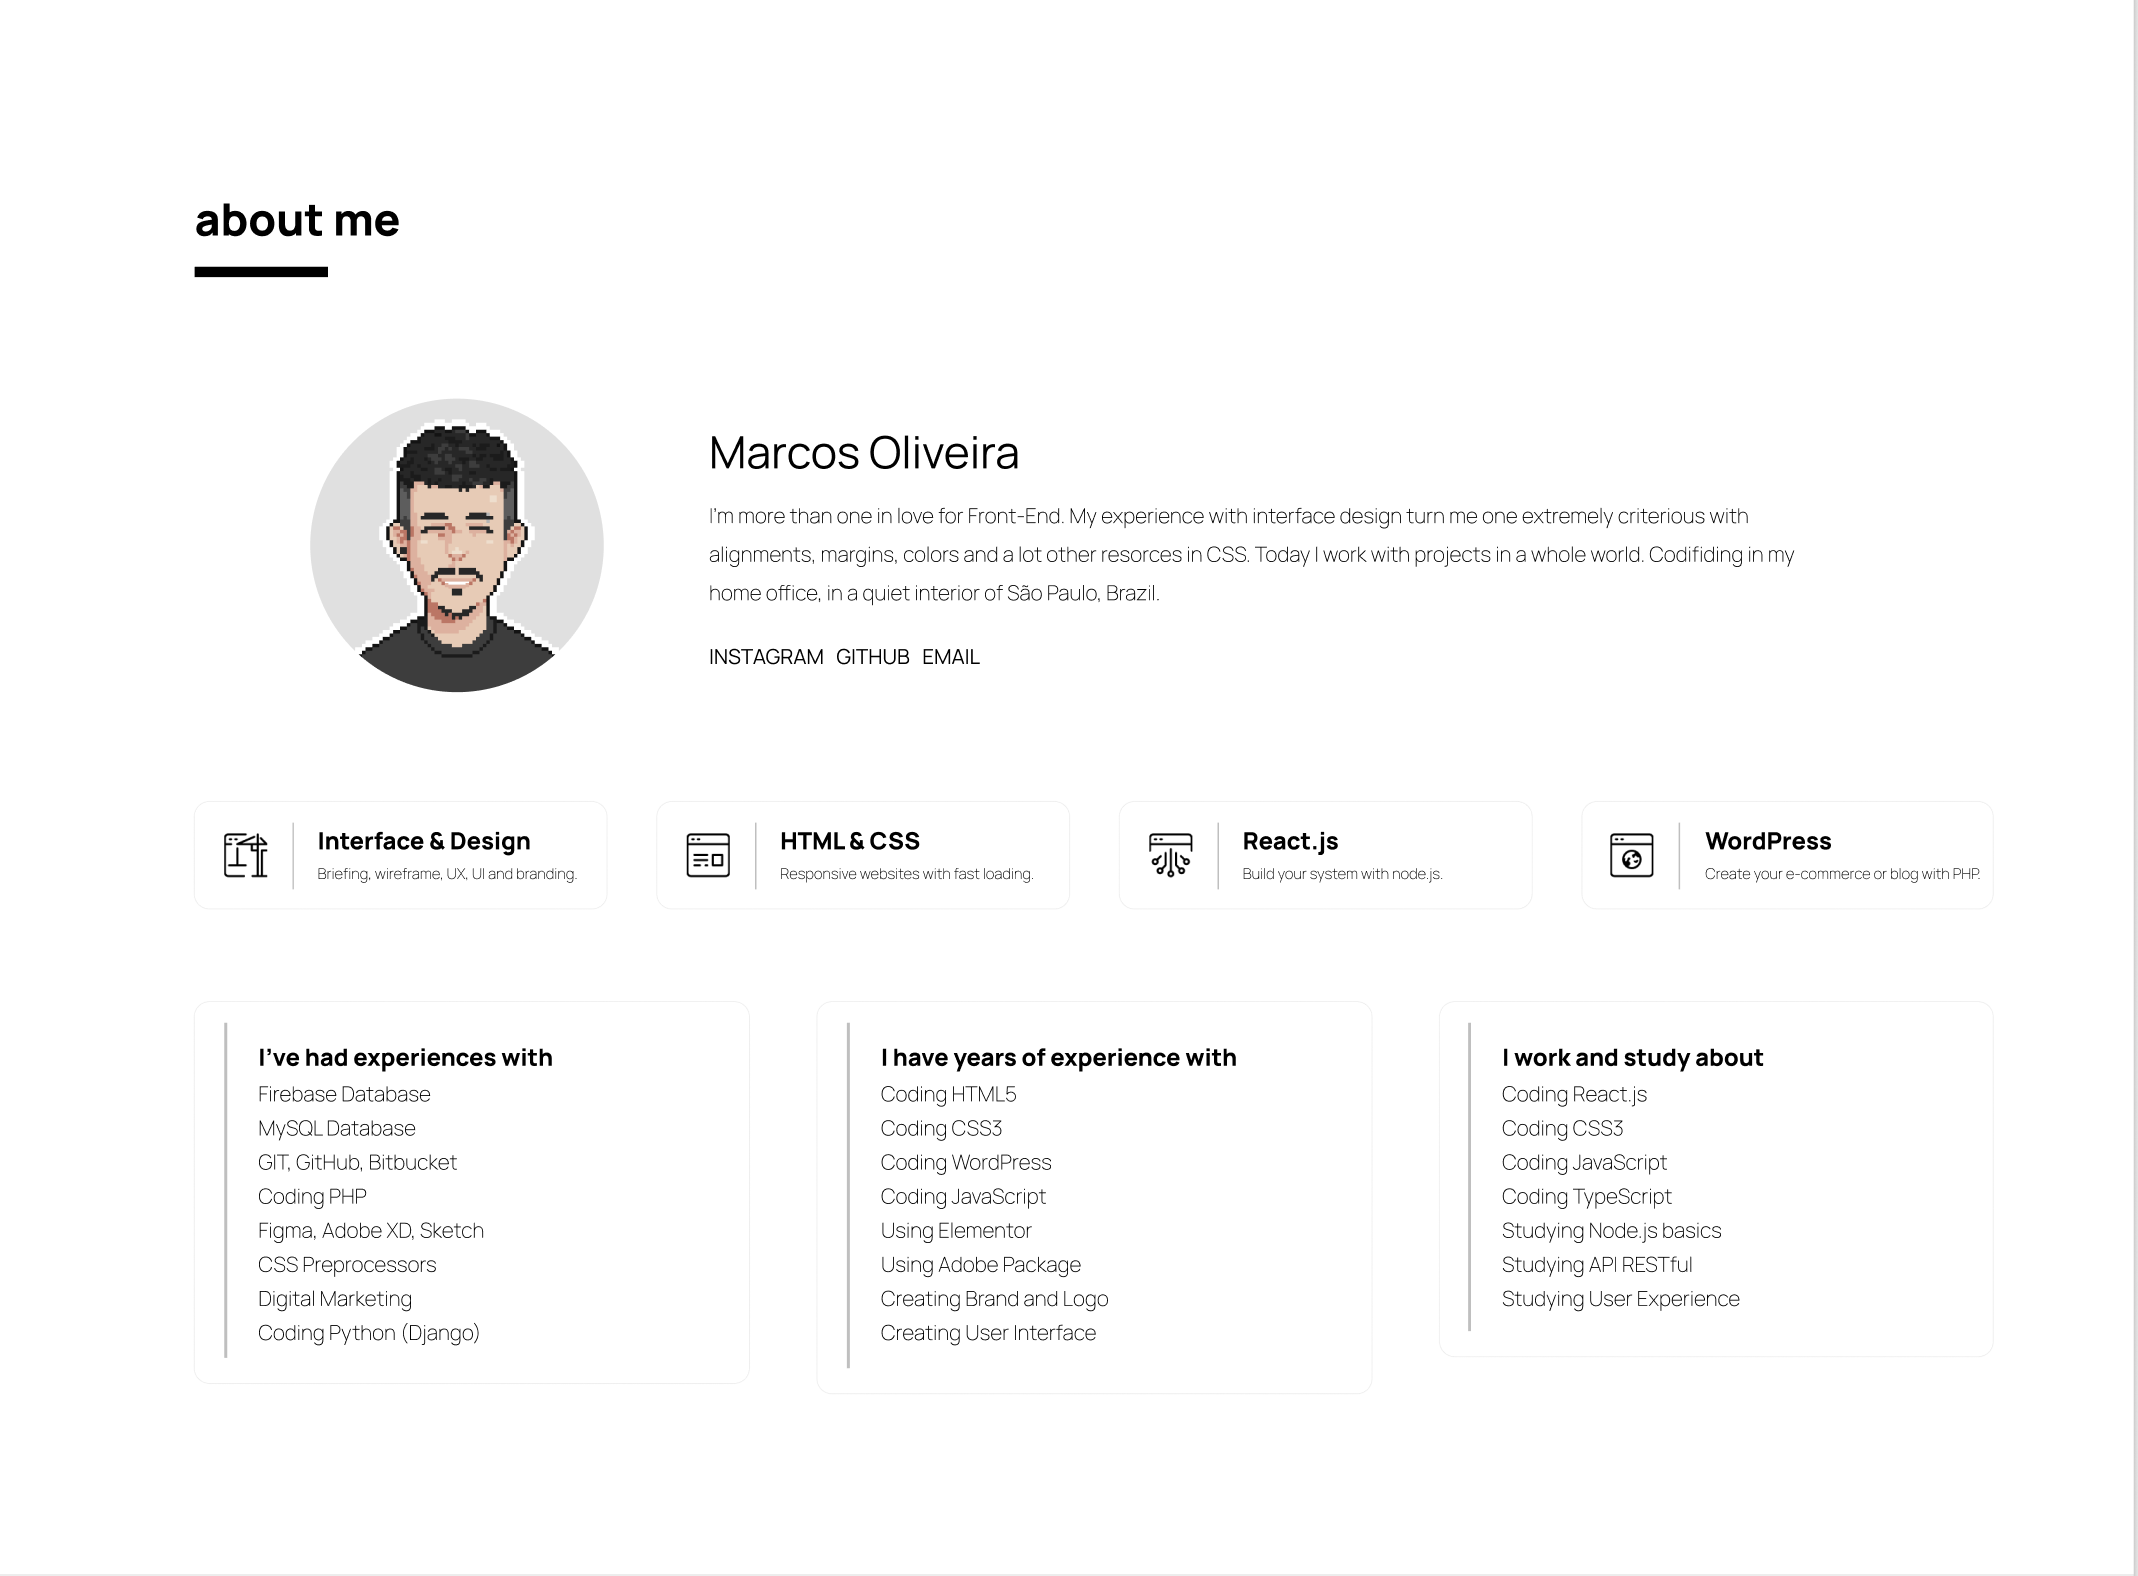 about me
Marcos Oliveira
I'm more than one in love for Front-End. My experience with interface design turn me one extremely criterious with
alignments, margins, colors and a lot other resorces in CSS. Today I work with projects in a whole world. Codifiding in my
home office, in a quiet interior of São Paulo, Brazil.
INSTAGRAM GITHUB EMAIL
Interface & Design
Briefing, wireframe, UX, UI and branding.
HTML & CSS
Responsive websites with fast loading.
React.js
Build your system with node.js.
WordPress
Create your e-commerce or blog with PHP.
I've had experiences with
Firebase Database
MySQL Database
GIT, GitHub, Bitbucket
Coding PHP
Figma, Adobe XD, Sketch
CSS Preprocessors
Digital Marketing
Coding Python (Django)
I have years of experience with
Coding HTML5
Coding CSS3
Coding WordPress
Coding JavaScript
Using Elementor
Using Adobe Package
Creating Brand and Logo
Creating User Interface
I work and study about
Coding React.js
Coding CSS3
Coding JavaScript
Coding TypeScript
Studying Node.js basics
Studying API RESTful
Studying User Experience